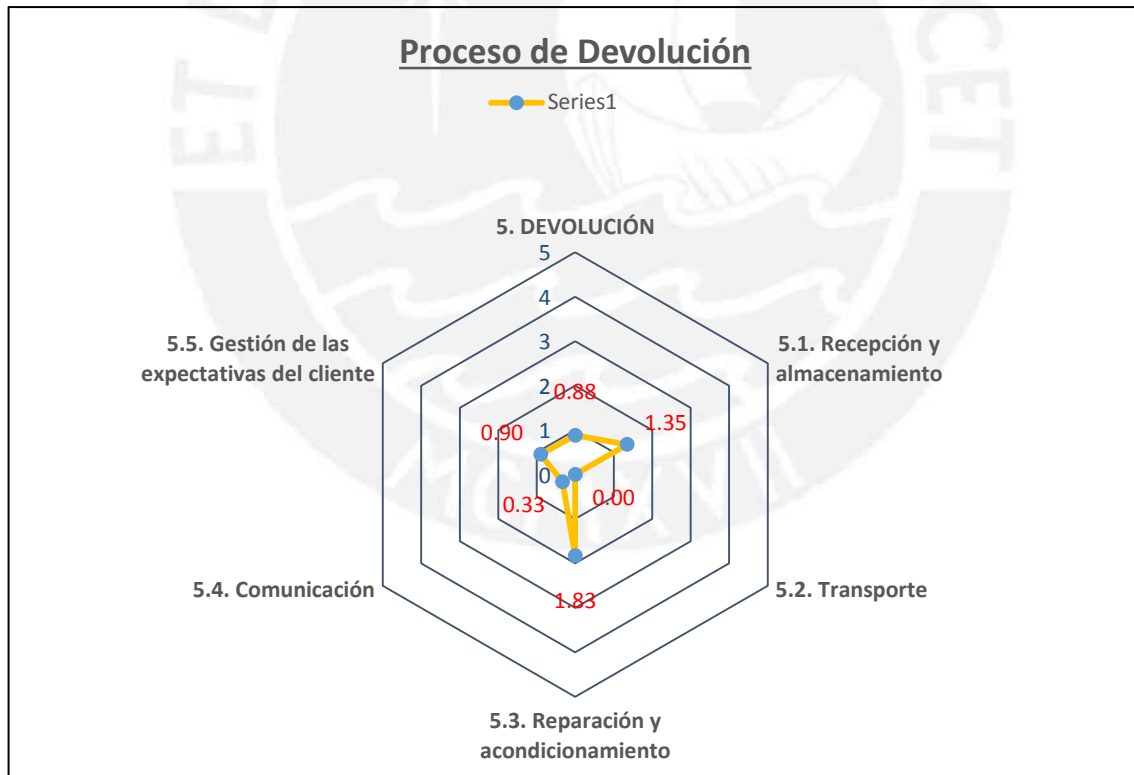 Proceso de Devolución
Series1
5. DEVOLUCIÓN
5
4
3
2
1
0
0.88
5.1. Recepción y
almacenamiento
1.35
5.2. Transporte
0.00
5.3. Reparación y
acondicionamiento
1.83
5.4. Comunicación
0.33
5.5. Gestión de las
expectativas del cliente
0.90
ET
CET